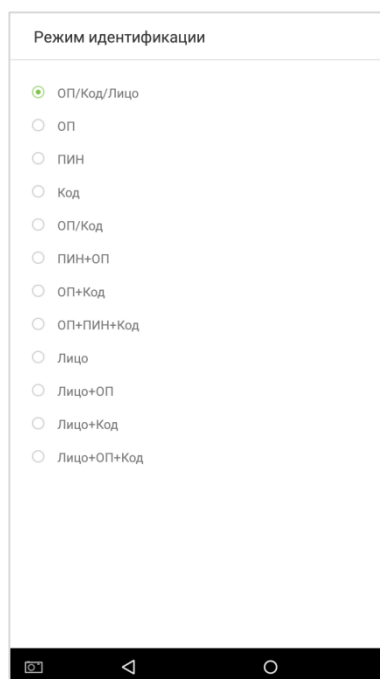 Режим идентификации
ОП/Код/Лицо
ОП
ПИН
Код
ОП/Код
ПИН+ОП
ОП+Код
ОП+ПИН+Код
Лицо
Лицо+ОП
Лицо+Код
Лицо+ОП+Код